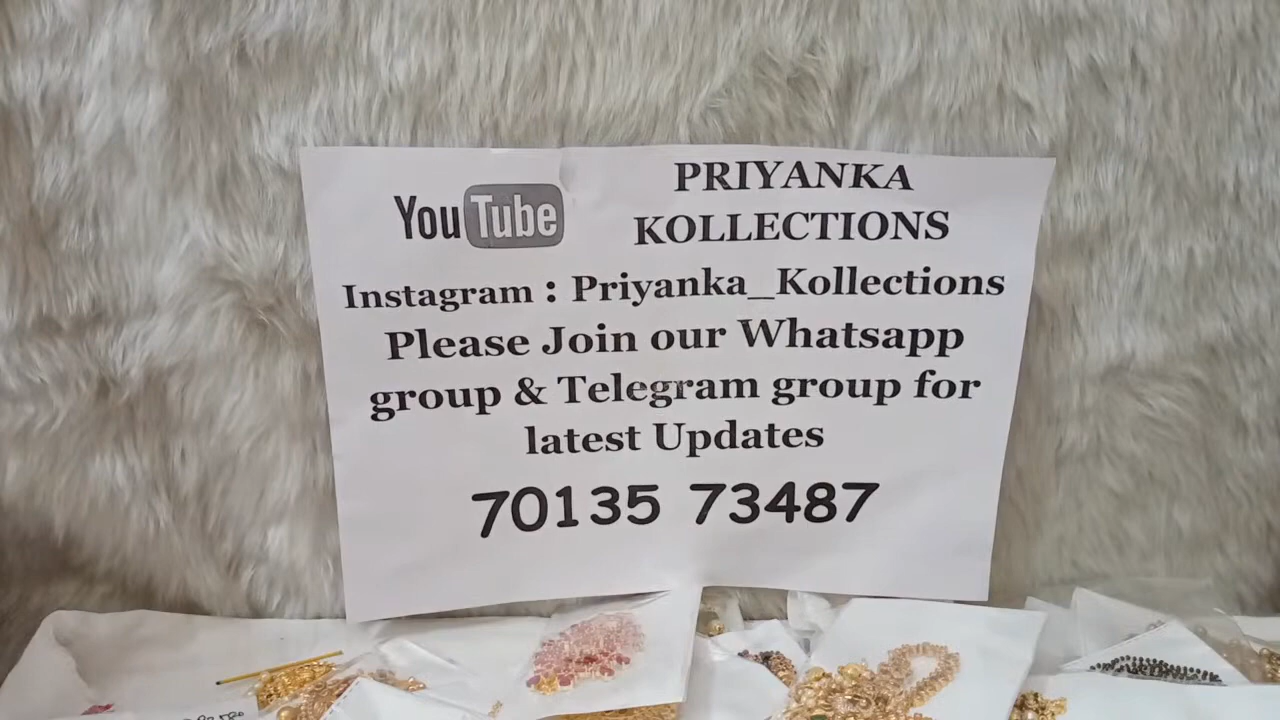 YouTube
PRIYANKA
KOLLECTIONS
Instagram : Priyanka_Kollections
Please Join our Whatsapp
group & Telegram group for
latest Updates
70135 73487